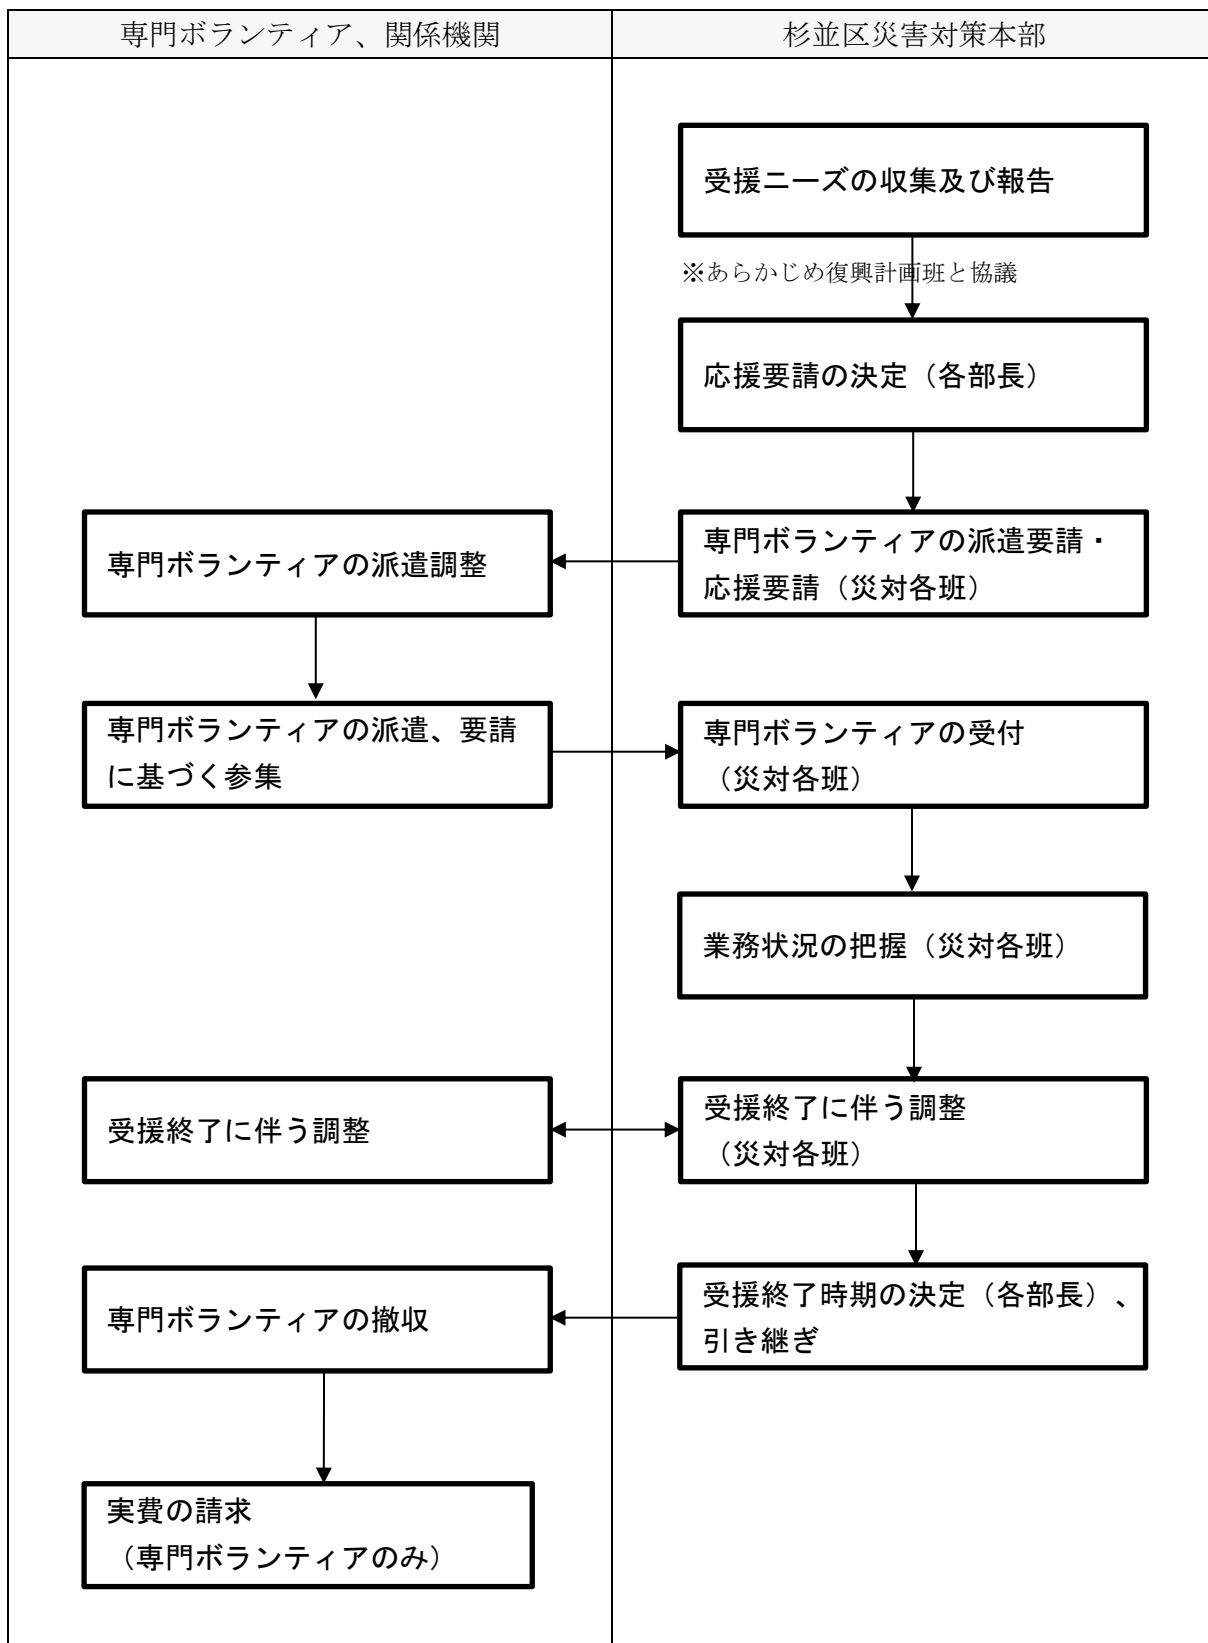 専門ボランティア、関係機関
杉並区災害対策本部
受援ニーズの収集及び報告
※あらかじめ復興計画班と協議
応援要請の決定（各部長）
専門ボランティアの派遣要請・
応援要請（災対各班）
専門ボランティアの派遣調整
専門ボランティアの派遣、要請
に基づく参集
専門ボランティアの受付
（災対各班）
業務状況の把握（災対各班）
受援終了に伴う調整
受援終了に伴う調整
（災対各班）
受援終了時期の決定（各部長）、
引き継ぎ
専門ボランティアの撤収
実費の請求
（専門ボランティアのみ）